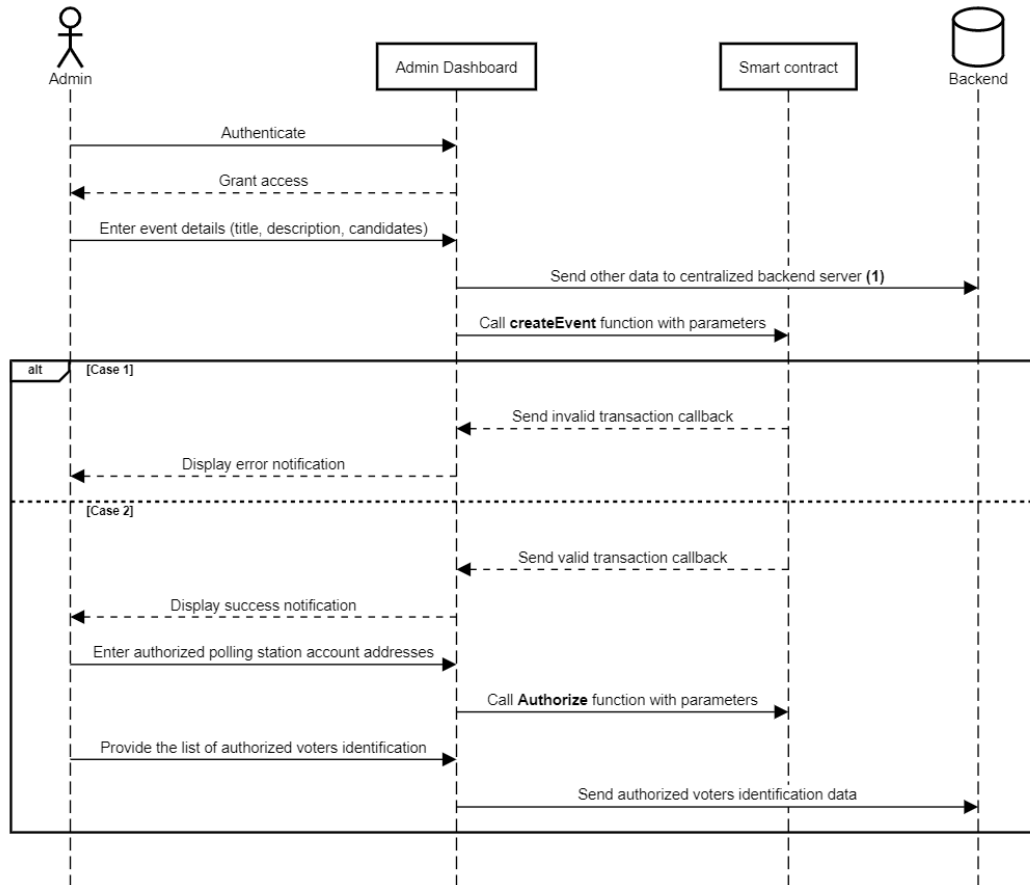 Admin
Admin Dashboard
Smart contract
Backend
Authenticate
Grant access
Enter event details (title, description, candidates)
Send other data to centralized backend server (1)
Call createEvent function with parameters
alt
[Case 1]
Send invalid transaction callback
Display error notification
[Case 2]
Send valid transaction callback
Display success notification
Enter authorized polling station account addresses
Call Authorize function with parameters
Provide the list of authorized voters identification
Send authorized voters identification data